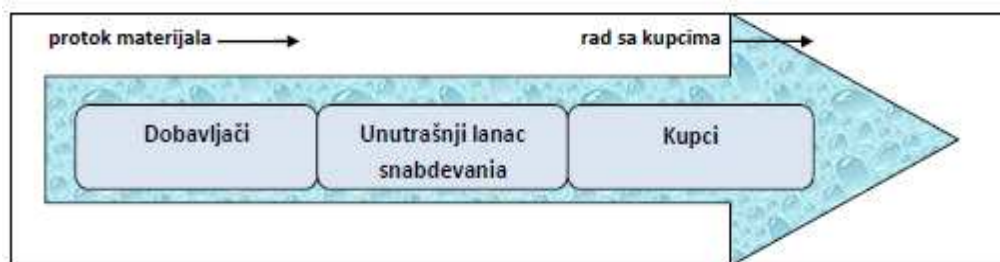 protok materijala
rad sa kupcima
Dobavljači
Unutrašnji lanac
snabdevania
Kupci